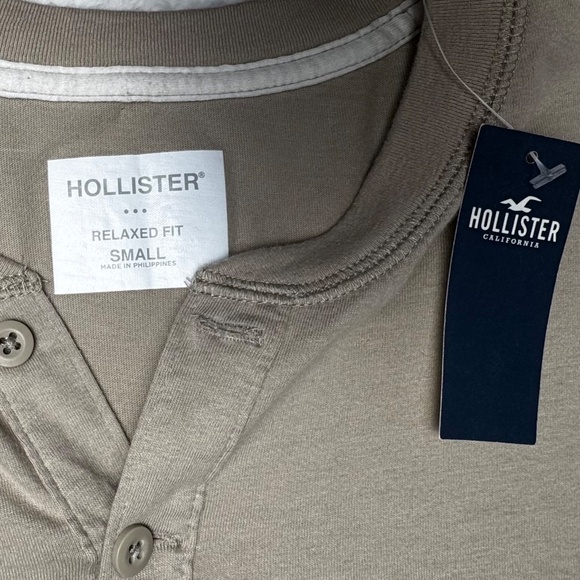 HOLLISTER®
•••
RELAXED FIT
SMALL
MADE IN PHILIPPINES
HOLLISTER
CALIFORNIA